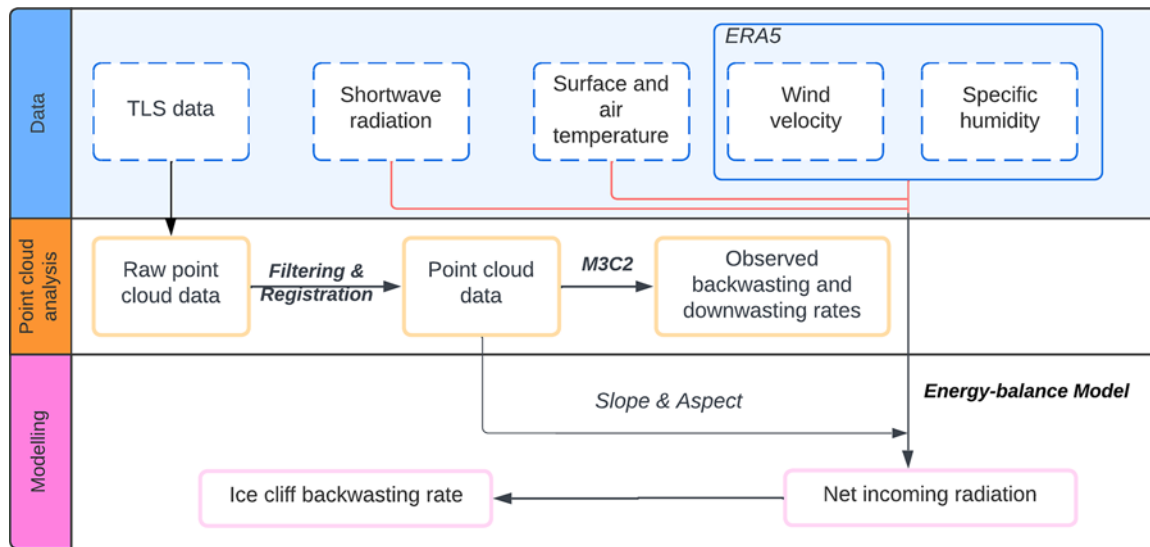 Data
TLS data
Shortwave
radiation
Surface and
air
temperature
ERA5
Wind
velocity
Specific
humidity
Point cloud
analysis
Raw point
cloud data
Filtering &
Registration
Point cloud
data
M3C2
Observed
backwasting and
downwasting rates
Modelling
Slope & Aspect
Energy-balance Model
Ice cliff backwasting rate
Net incoming radiation